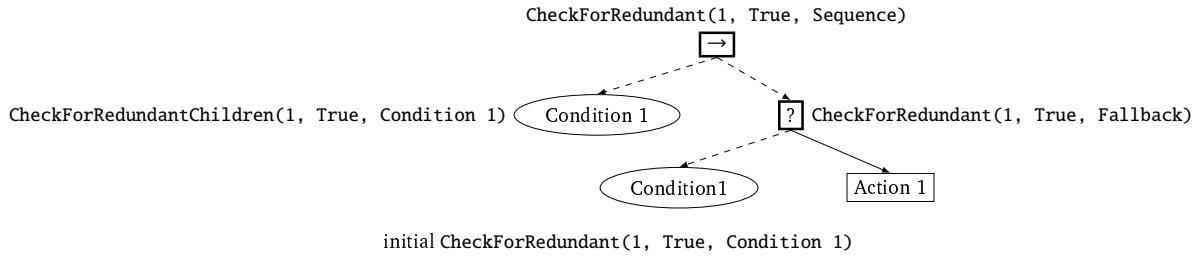 CheckForRedundant(1, True, Sequence)
→
CheckForRedundantChildren(1, True, Condition 1) Condition 1 ? CheckForRedundant(1, True, Fallback)
Condition1 Action 1
initial CheckForRedundant(1, True, Condition 1)